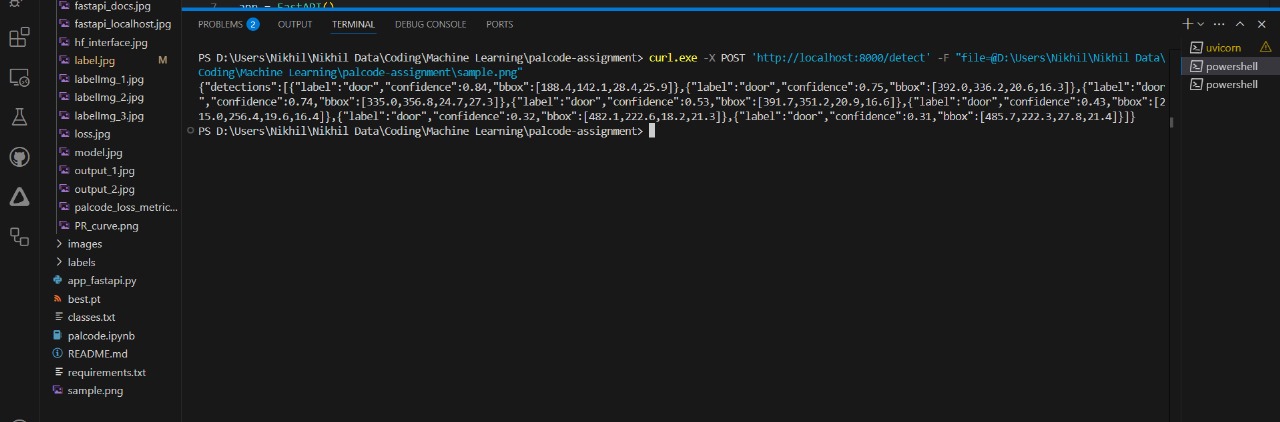 fastapi_docs.jpg
fastapi_localhost.jpg
hf_interface.jpg
label.jpg M
labelImg_1.jpg
labelImg_2.jpg
labelImg_3.jpg
loss.jpg
model.jpg
output_1.jpg
output_2.jpg
palcode_loss_metric...
PR_curve.png
images
labels
app_fastapi.py
best.pt
classes.txt
palcode.ipynb
README.md
requirements.txt
sample.png
7 app = FastAPI()
PROBLEMS 2 OUTPUT TERMINAL DEBUG CONSOLE PORTS
PS D:\Users\Nikhil\Nikhil Data\Coding\Machine Learning\palcode-assignment> curl.exe -X POST 'http://localhost:8000/detect' -F "file=@D:\Users\Nikhil\Nikhil Data\
Coding\Machine Learning\palcode-assignment\sample.png"
{"detections":[{"label":"door","confidence":0.84,"bbox":[188.4,142.1,28.4,25.9]},{"label":"door","confidence":0.75,"bbox":[392.0,336.2,20.6,16.3]},{"label":"door
","confidence":0.74,"bbox":[335.0,356.8,24.7,27.3]},{"label":"door","confidence":0.53,"bbox":[391.7,351.2,20.9,16.6]},{"label":"door","confidence":0.43,"bbox":[2
15.0,256.4,19.6,16.4]},{"label":"door","confidence":0.32,"bbox":[482.1,222.6,18.2,21.3]},{"label":"door","confidence":0.31,"bbox":[485.7,222.3,27.8,21.4]}]}
PS D:\Users\Nikhil\Nikhil Data\Coding\Machine Learning\palcode-assignment>
uvicorn
powershell
powershell